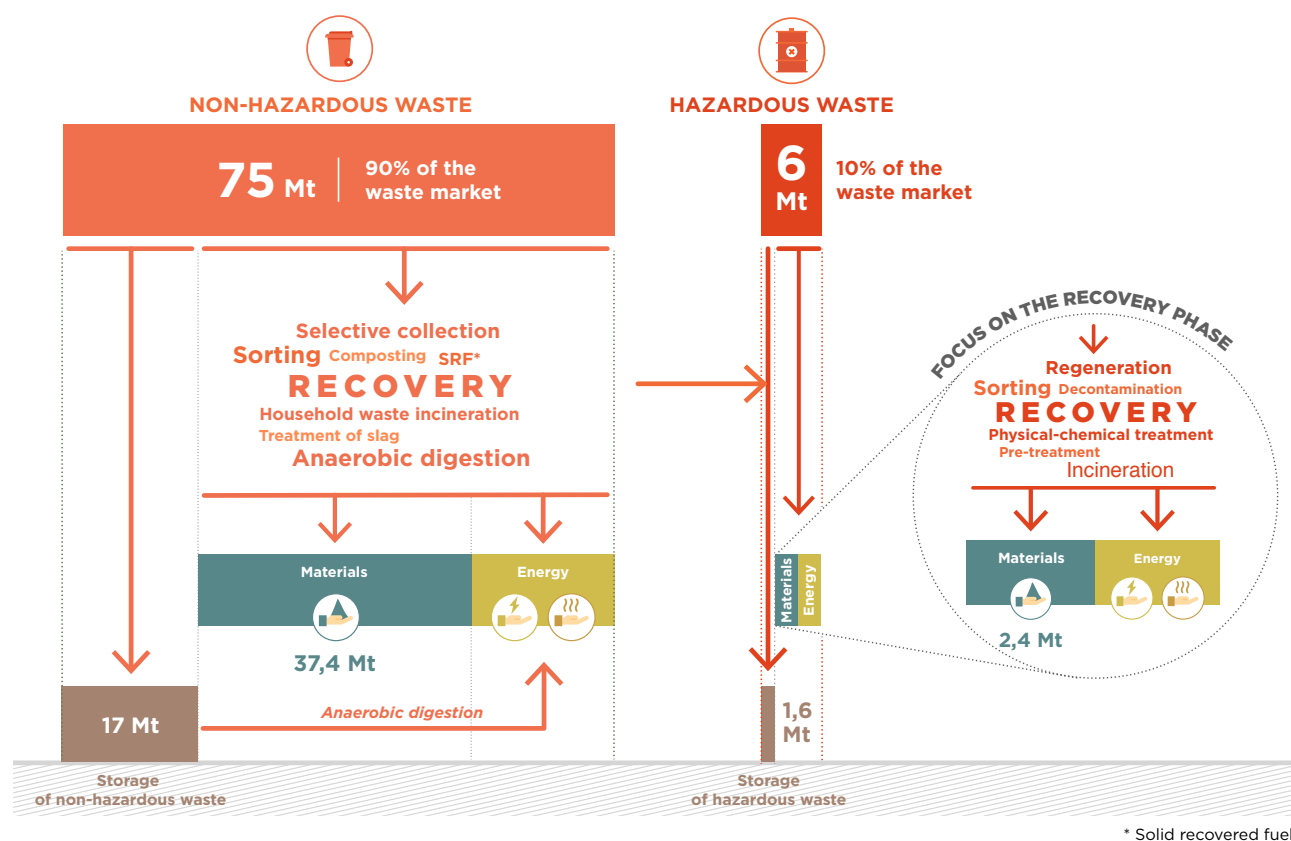 NON-HAZARDOUS WASTE
75 Mt
90% of the
waste market
Selective collection
Sorting Composting SRF*
RECOVERY
Household waste incineration
Treatment of slag
Anaerobic digestion
Materials
Energy
37,4 Mt
17 Mt
Anaerobic digestion
Storage
of non-hazardous waste
HAZARDOUS WASTE
6
Mt
10% of the
waste market
Materials
Energy
1,6
Mt
Storage
of hazardous waste
FOCUS ON THE RECOVERY PHASE
Regeneration
Sorting Decontamination
RECOVERY
Physical-chemical treatment
Pre-treatment
Incineration
Materials
Energy
2,4 Mt
* Solid recovered fuel